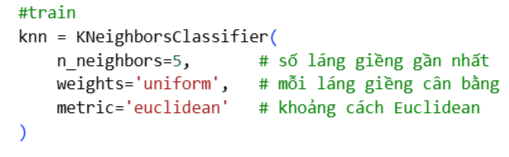 #train
knn = KNeighborsClassifier(
    n_neighbors=5,        # số láng giềng gần nhất
    weights='uniform',    # mỗi láng giềng cân bằng
    metric='euclidean'    # khoảng cách Euclidean
)